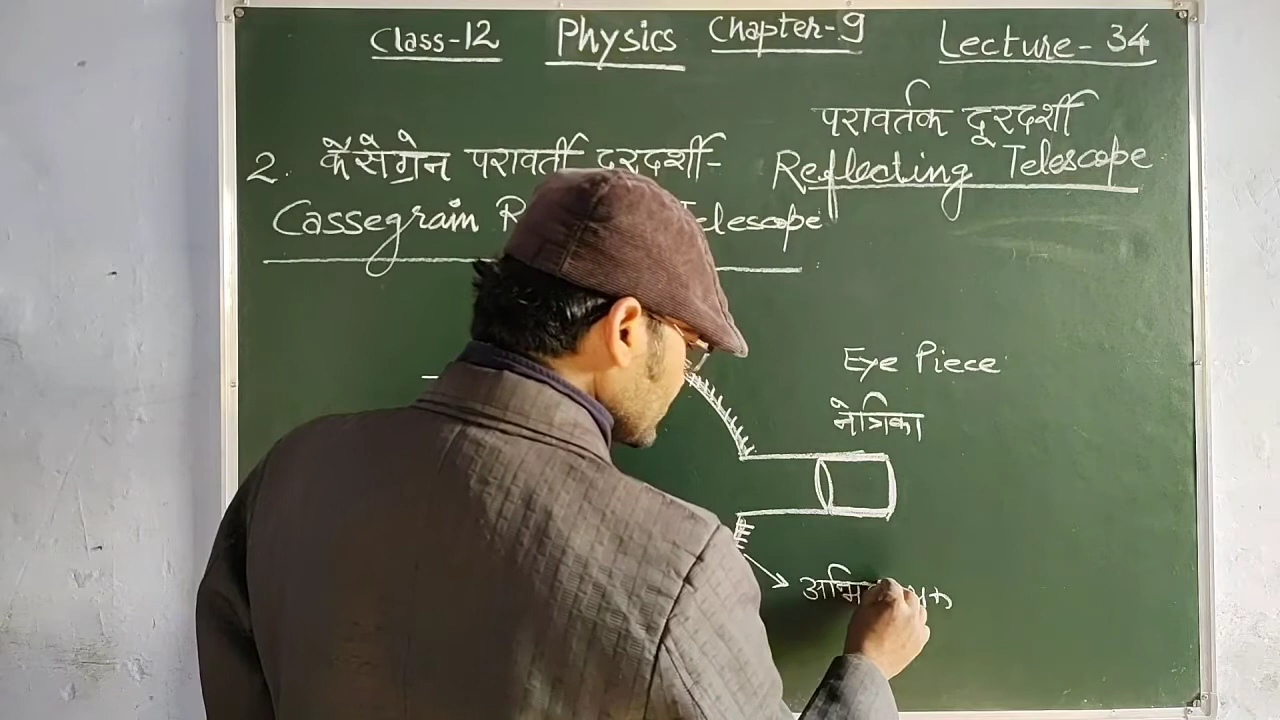 Class-12 Physics Chapter-9 Lecture-34
परावर्तक दूरदर्शी
Reflecting Telescope
2. कैसेग्रेन परावर्ती दूरदर्शी-
Cassegrain Telescope
Eye Piece
नेत्रिका